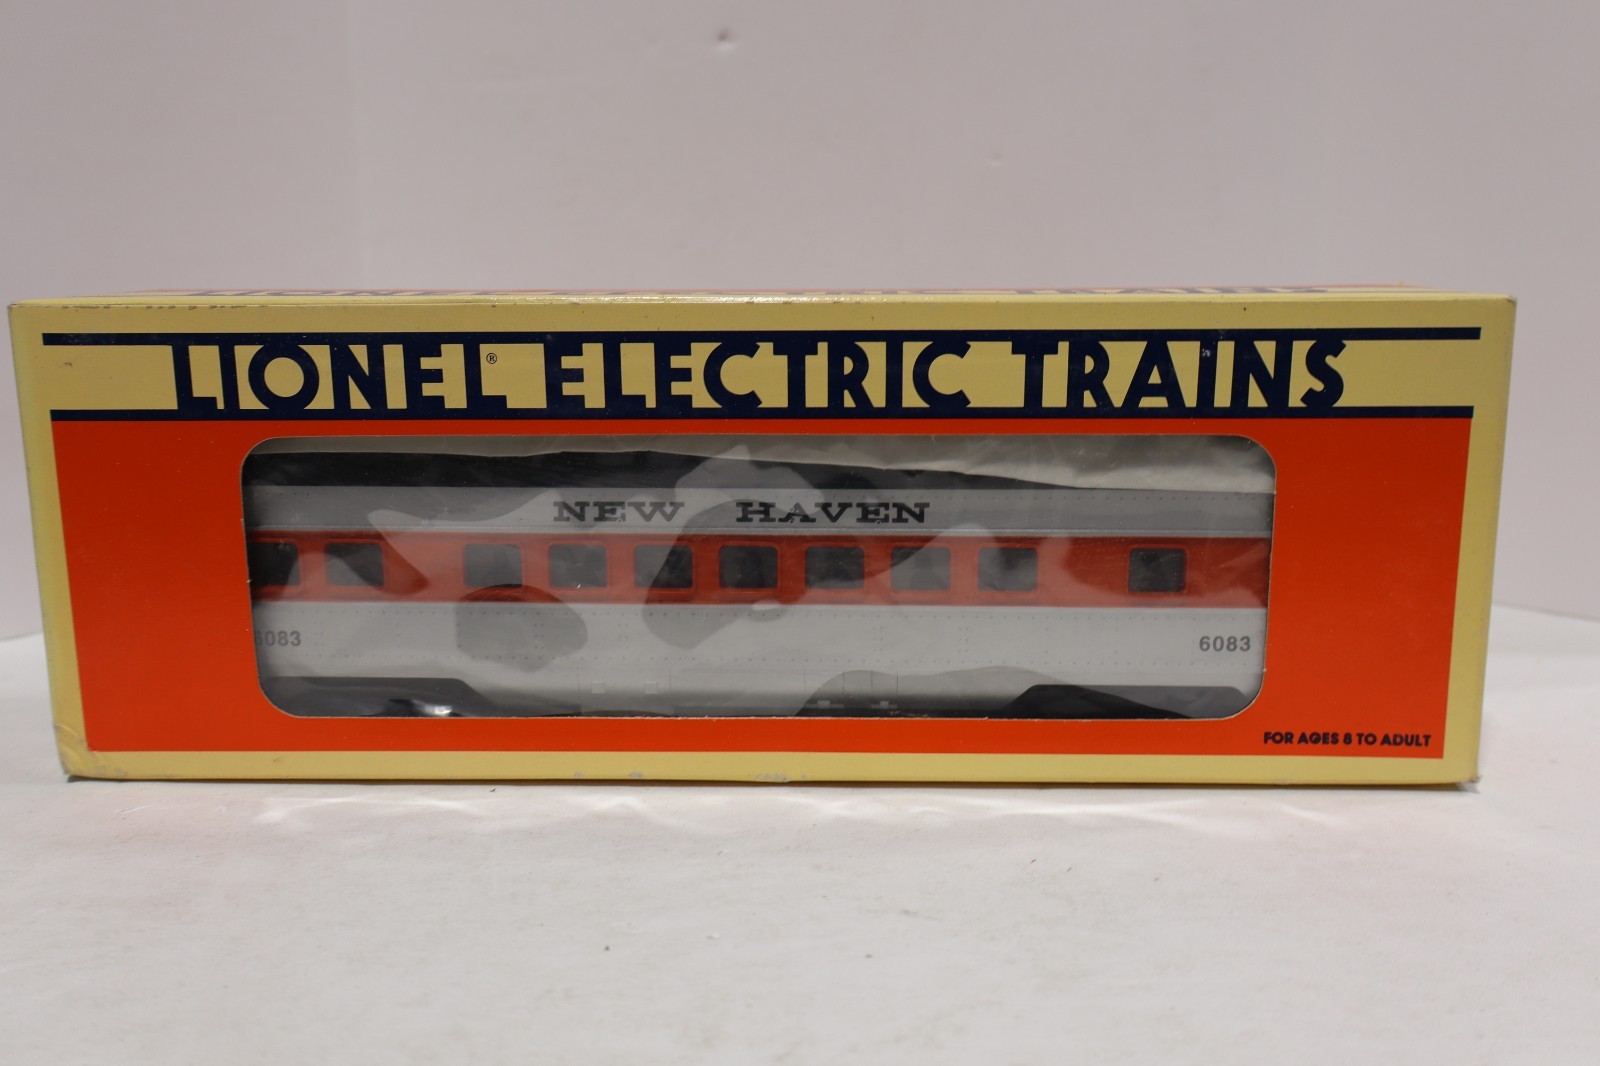 LIONEL® ELECTRIC TRAINS
NEW HAVEN
6083 6083
FOR AGES 8 TO ADULT